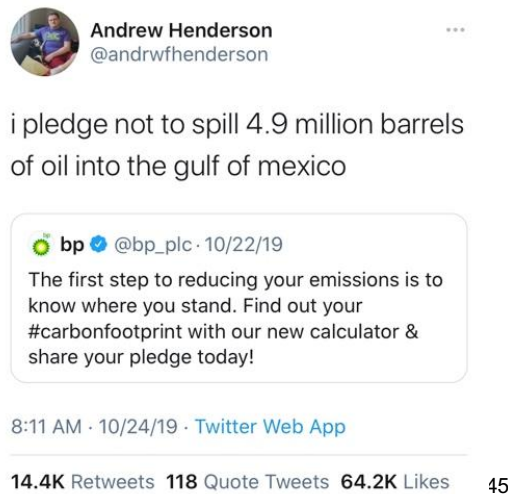 Andrew Henderson
@andrwfhenderson
i pledge not to spill 4.9 million barrels
of oil into the gulf of mexico
bp @bp_plc · 10/22/19
The first step to reducing your emissions is to
know where you stand. Find out your
#carbonfootprint with our new calculator &
share your pledge today!
8:11 AM · 10/24/19 · Twitter Web App
14.4K Retweets 118 Quote Tweets 64.2K Likes
45